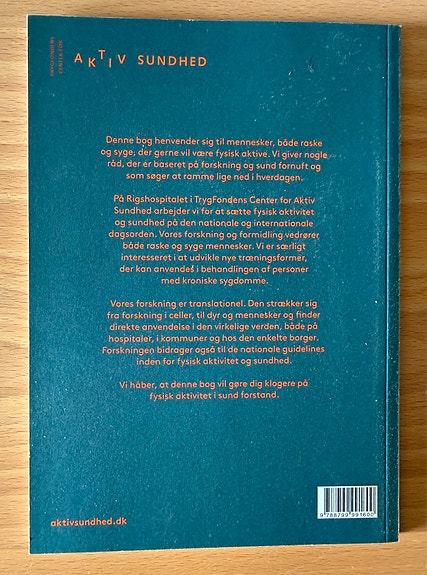 TRYGFONDENS
CENTER FOR
AKTIV SUNDHED
Denne bog henvender sig til mennesker, både raske
og syge, der gerne vil være fysisk aktive. Vi giver nogle
råd, der er baseret på forskning og sund fornuft og
som søger at ramme lige ned i hverdagen.
På Rigshospitalet i TrygFondens Center for Aktiv
Sundhed arbejder vi for at sætte fysisk aktivitet
og sundhed på den nationale og internationale
dagsorden. Vores forskning og formidling vedrører
både raske og syge mennesker. Vi er særligt
interesseret i at udvikle nye træningsformer,
der kan anvendes i behandlingen af personer
med kroniske sygdomme.
Vores forskning er translationel. Den strækker sig
fra forskning i celler, til dyr og mennesker og finder
direkte anvendelse i den virkelige verden, både på
hospitaler, i kommuner og hos den enkelte borger.
Forskningen bidrager også til de nationale guidelines
inden for fysisk aktivitet og sundhed.
Vi håber, at denne bog vil gøre dig klogere på
fysisk aktivitet i sund forstand.
aktivsundhed.dk
9 788799 991600